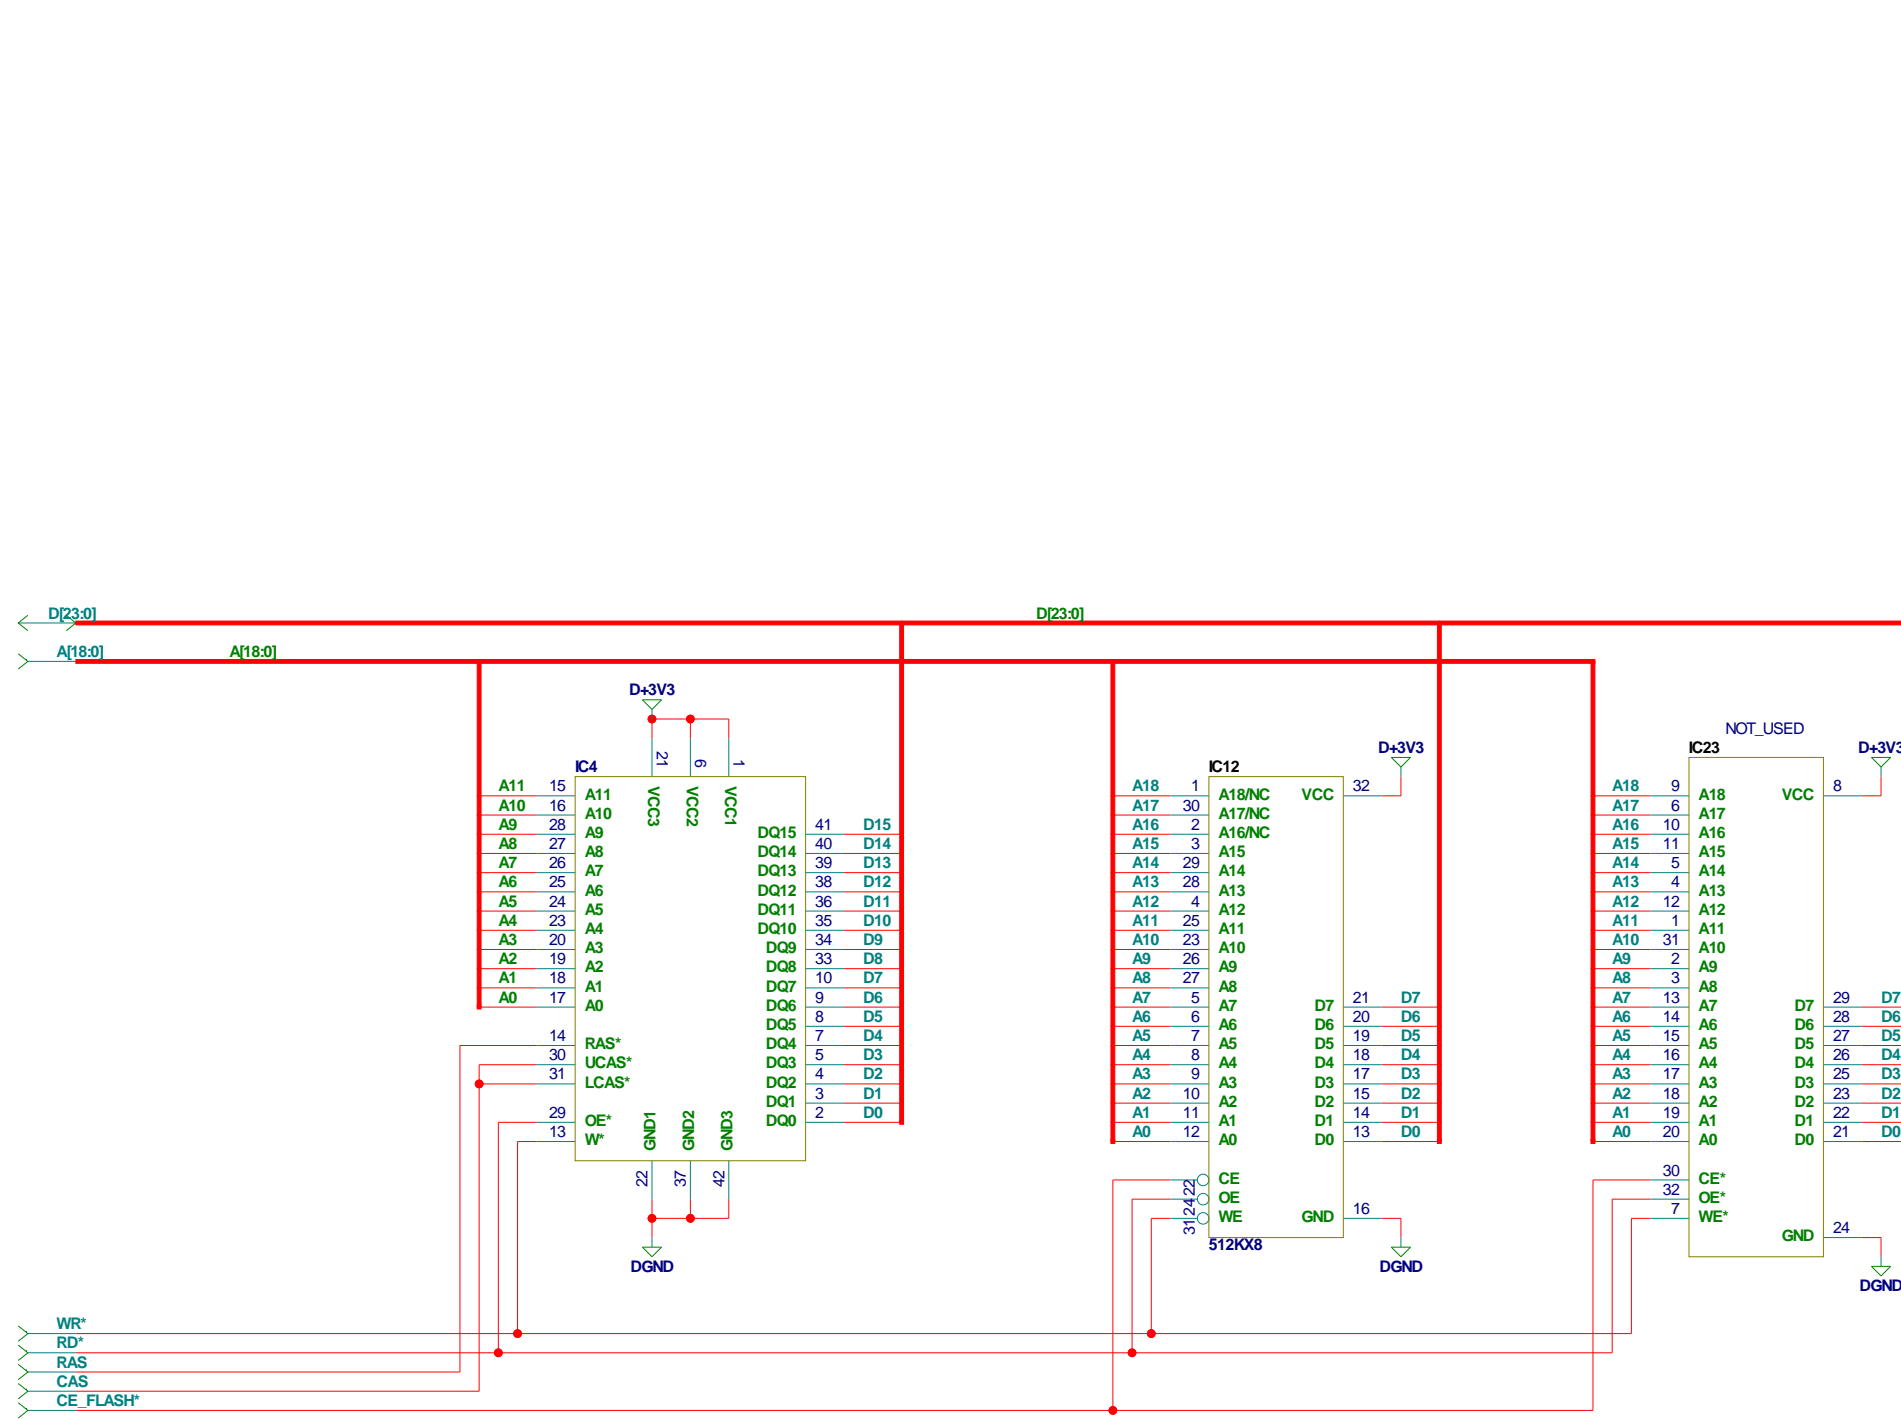 D[23:0]
D[23:0]
A[18:0]
A[18:0]
D+3V3
21
6
1
IC4
VCC3
VCC2
VCC1
A11 15 A11
A10 16 A10
A9 28 A9
A8 27 A8
A7 26 A7
A6 25 A6
A5 24 A5
A4 23 A4
A3 20 A3
A2 19 A2
A1 18 A1
A0 17 A0
14 RAS*
30 UCAS*
31 LCAS*
29 OE*
13 W*
DQ15 41 D15
DQ14 40 D14
DQ13 39 D13
DQ12 38 D12
DQ11 36 D11
DQ10 35 D10
DQ9 34 D9
DQ8 33 D8
DQ7 10 D7
DQ6 9 D6
DQ5 8 D5
DQ4 7 D4
DQ3 5 D3
DQ2 4 D2
DQ1 3 D1
DQ0 2 D0
GND1
GND2
GND3
22
37
42
DGND
IC12
D+3V3
A18 1 A18/NC
A17 30 A17/NC
A16 2 A16/NC
A15 3 A15
A14 29 A14
A13 28 A13
A12 4 A12
A11 25 A11
A10 23 A10
A9 26 A9
A8 27 A8
A7 5 A7
A6 6 A6
A5 7 A5
A4 8 A4
A3 9 A3
A2 10 A2
A1 11 A1
A0 12 A0
22 CE
24 OE
31 WE
VCC 32
D7 21 D7
D6 20 D6
D5 19 D5
D4 18 D4
D3 17 D3
D2 15 D2
D1 14 D1
D0 13 D0
GND 16
512KX8
DGND
NOT_USED
IC23
D+3V3
A18 9 A18
A17 6 A17
A16 10 A16
A15 11 A15
A14 5 A14
A13 4 A13
A12 12 A12
A11 1 A11
A10 31 A10
A9 2 A9
A8 3 A8
A7 13 A7
A6 14 A6
A5 15 A5
A4 16 A4
A3 17 A3
A2 18 A2
A1 19 A1
A0 20 A0
30 CE*
32 OE*
7 WE*
VCC 8
D7 29 D7
D6 28 D6
D5 27 D5
D4 26 D4
D3 25 D3
D2 23 D2
D1 22 D1
D0 21 D0
GND 24
DGND
WR*
RD*
RAS
CAS
CE_FLASH*